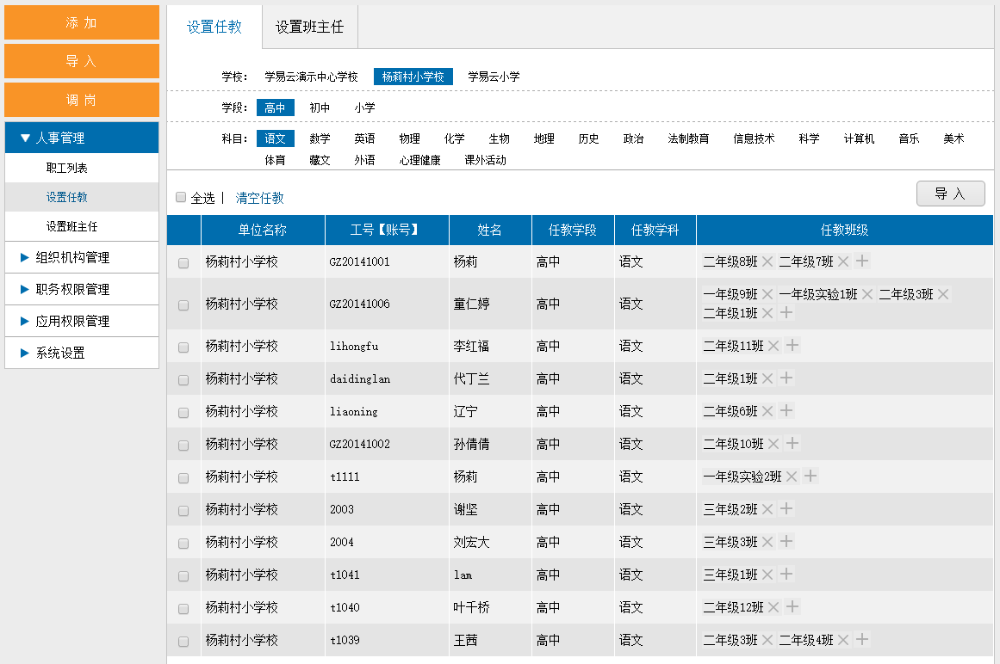 添 加
导 入
调 岗
▼ 人事管理
职工列表
设置任教
设置班主任
▶ 组织机构管理
▶ 职务权限管理
▶ 应用权限管理
▶ 系统设置
设置任教 设置班主任
学校： 学易云演示中心学校 杨莉村小学校 学易云小学
学段： 高中 初中 小学
科目： 语文 数学 英语 物理 化学 生物 地理 历史 政治 法制教育 信息技术 科学 计算机 音乐 美术
体育 藏文 外语 心理健康 课外活动
全选 | 清空任教 导 入
单位名称 工号【账号】 姓名 任教学段 任教学科 任教班级
杨莉村小学校 GZ20141001 杨莉 高中 语文 二年级8班 × 二年级7班 × +
杨莉村小学校 GZ20141006 童仁婷 高中 语文 一年级9班 × 一年级实验1班 × 二年级3班 ×
二年级1班 × +
杨莉村小学校 lihongfu 李红福 高中 语文 二年级11班 × +
杨莉村小学校 daidinglan 代丁兰 高中 语文 二年级1班 × +
杨莉村小学校 liaoning 辽宁 高中 语文 二年级6班 × +
杨莉村小学校 GZ20141002 孙倩倩 高中 语文 二年级10班 × +
杨莉村小学校 t1111 杨莉 高中 语文 一年级实验2班 × +
杨莉村小学校 2003 谢坚 高中 语文 三年级2班 × +
杨莉村小学校 2004 刘宏大 高中 语文 三年级3班 × +
杨莉村小学校 t1041 lam 高中 语文 三年级1班 × +
杨莉村小学校 t1040 叶千桥 高中 语文 二年级12班 × +
杨莉村小学校 t1039 王茜 高中 语文 二年级3班 × 二年级4班 × +